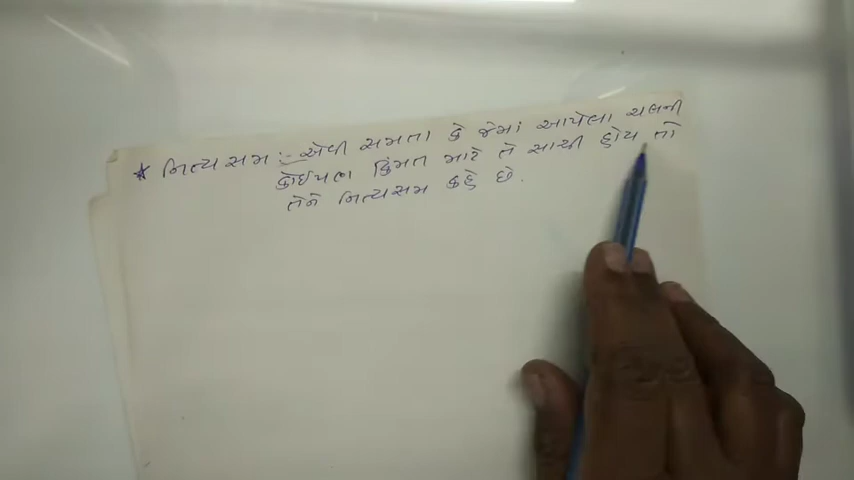 * નિત્યસમ :- એવી સમતા કે જેમાં આપેલા ચલની
કોઈપણ કિંમત માટે તે સાચી હોય તો
તેને નિત્યસમ કહે છે.